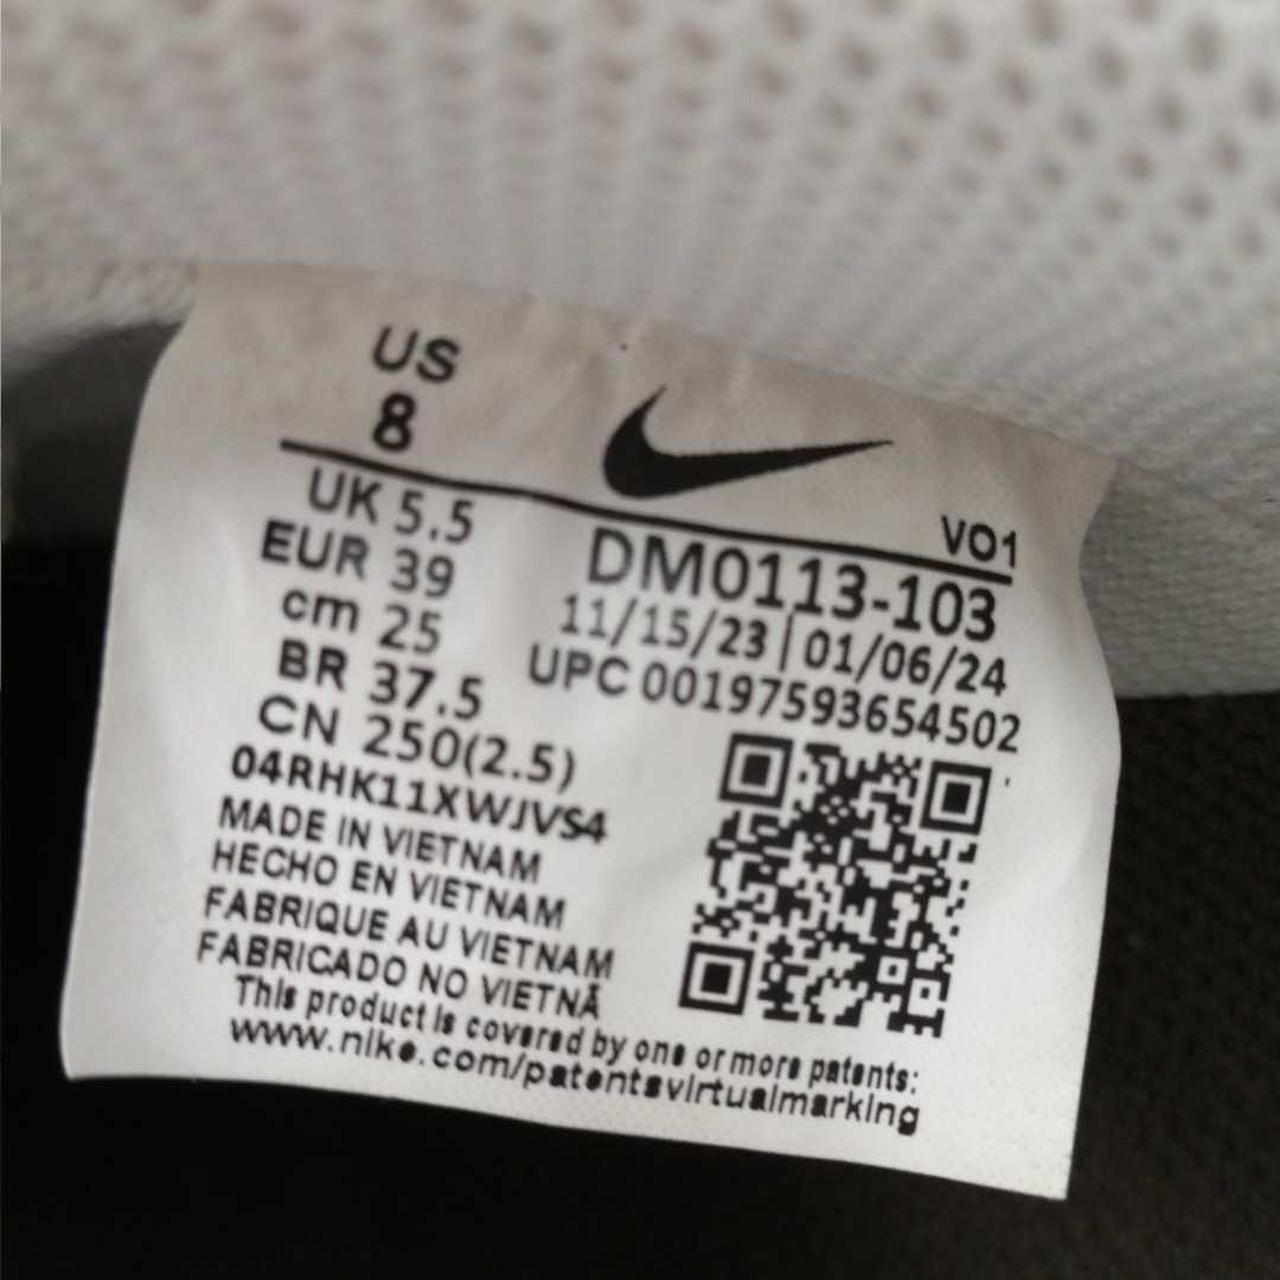 US
8
UK 5.5
EUR 39
cm 25
BR 37.5
CN 250(2.5)
04RHK11XWJVS4
MADE IN VIETNAM
HECHO EN VIETNAM
FABRIQUE AU VIETNAM
FABRICADO NO VIETNÃ
VO1
DM0113-103
11/15/23 | 01/06/24
UPC 00197593654502
This product is covered by one or more patents:
www.nike.com/patentsvirtualmarking